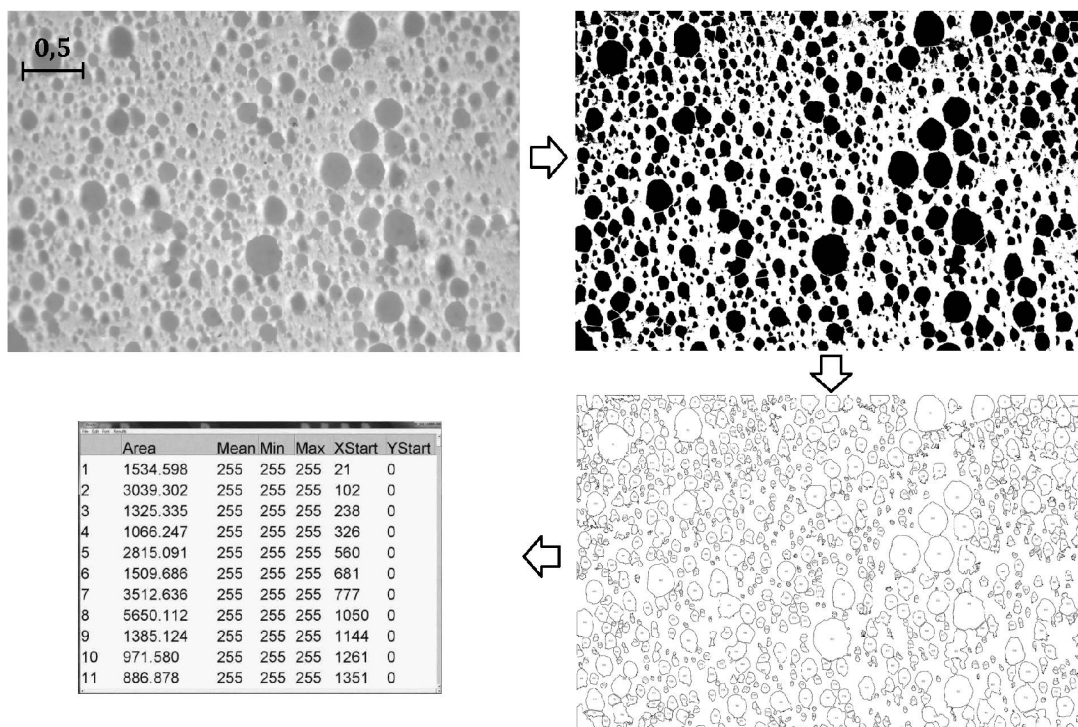 0,5
File Edit Font Results
Area Mean Min Max XStart YStart
1 1534.598 255 255 255 21 0
2 3039.302 255 255 255 102 0
3 1325.335 255 255 255 238 0
4 1066.247 255 255 255 326 0
5 2815.091 255 255 255 560 0
6 1509.686 255 255 255 681 0
7 3512.636 255 255 255 777 0
8 5650.112 255 255 255 1050 0
9 1385.124 255 255 255 1144 0
10 971.580 255 255 255 1261 0
11 886.878 255 255 255 1351 0